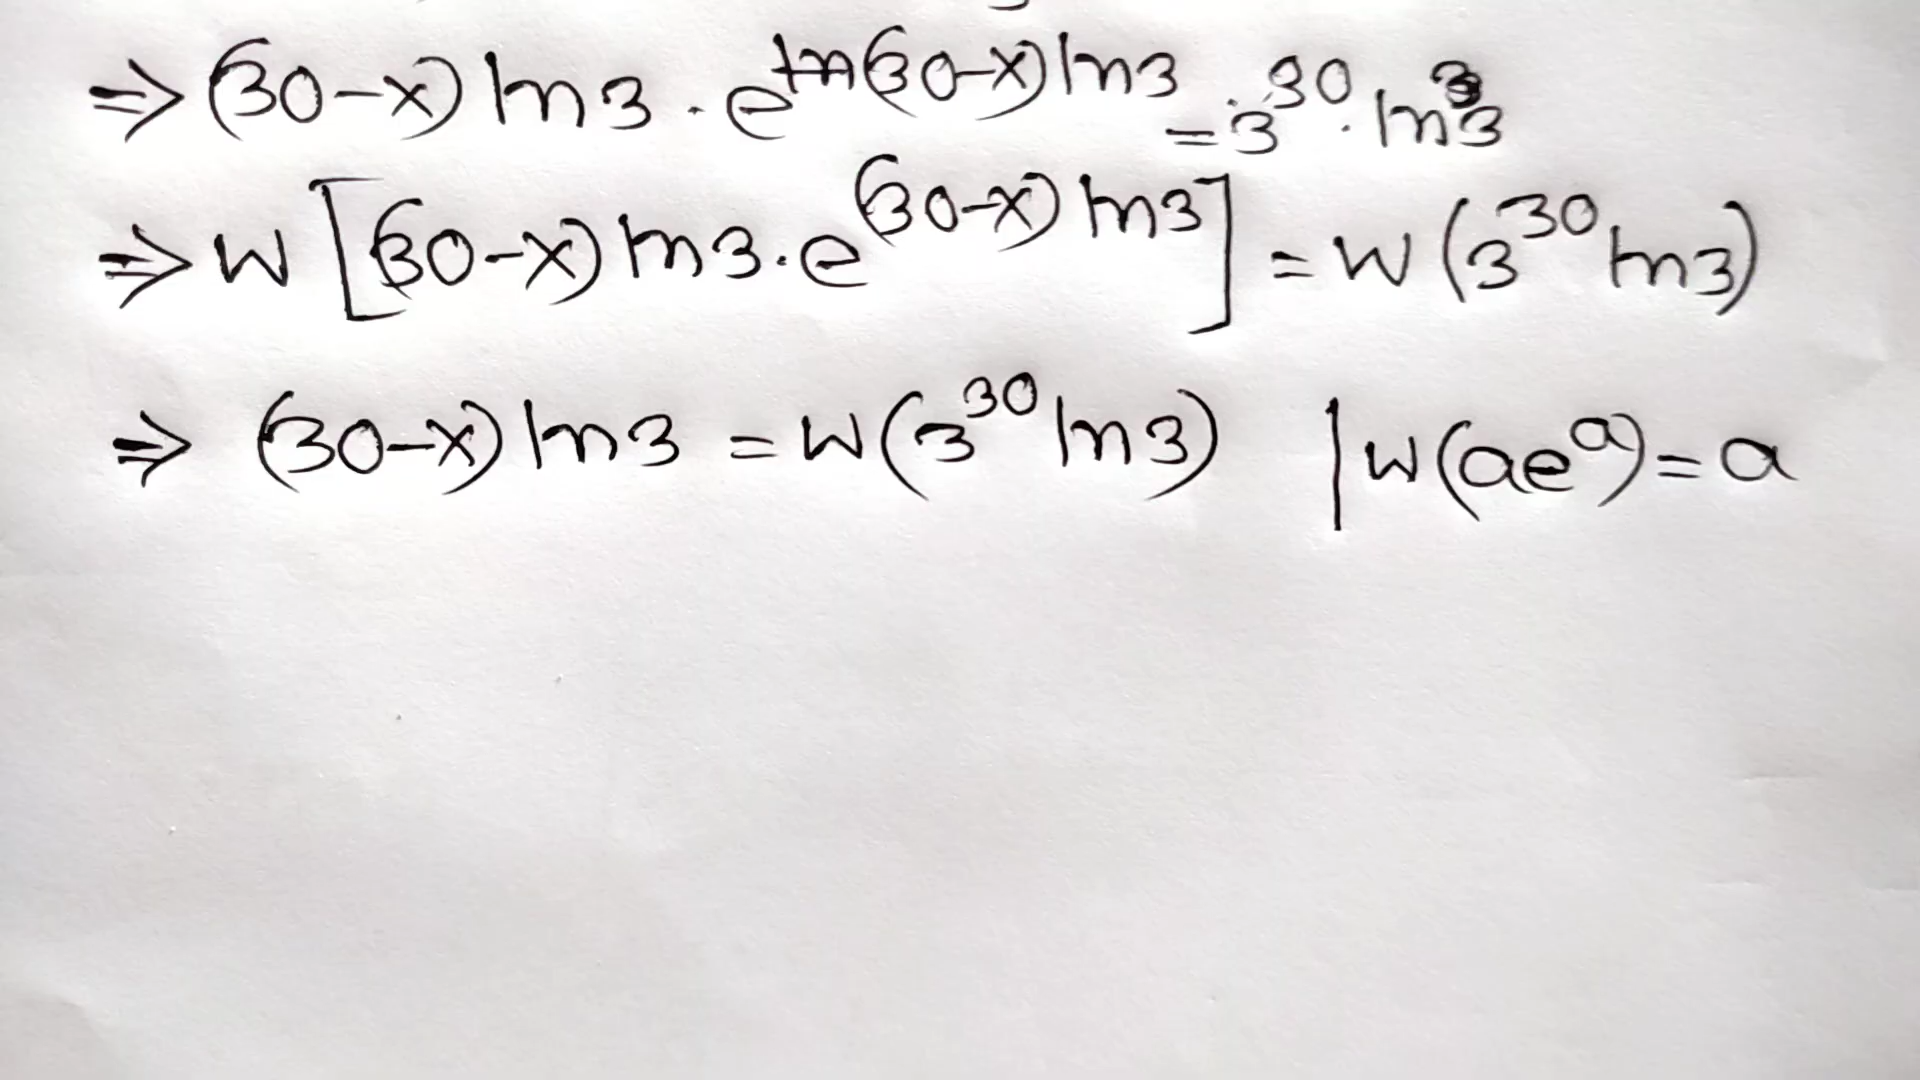 ⇒ (30-x) ln3 . e^(30-x) ln3 = 3^30 . ln3
⇒ W [(30-x) ln3 . e^(30-x) ln3] = W (3^30 ln3)
⇒ (30-x) ln3 = W (3^30 ln3) | W(ae^a) = a